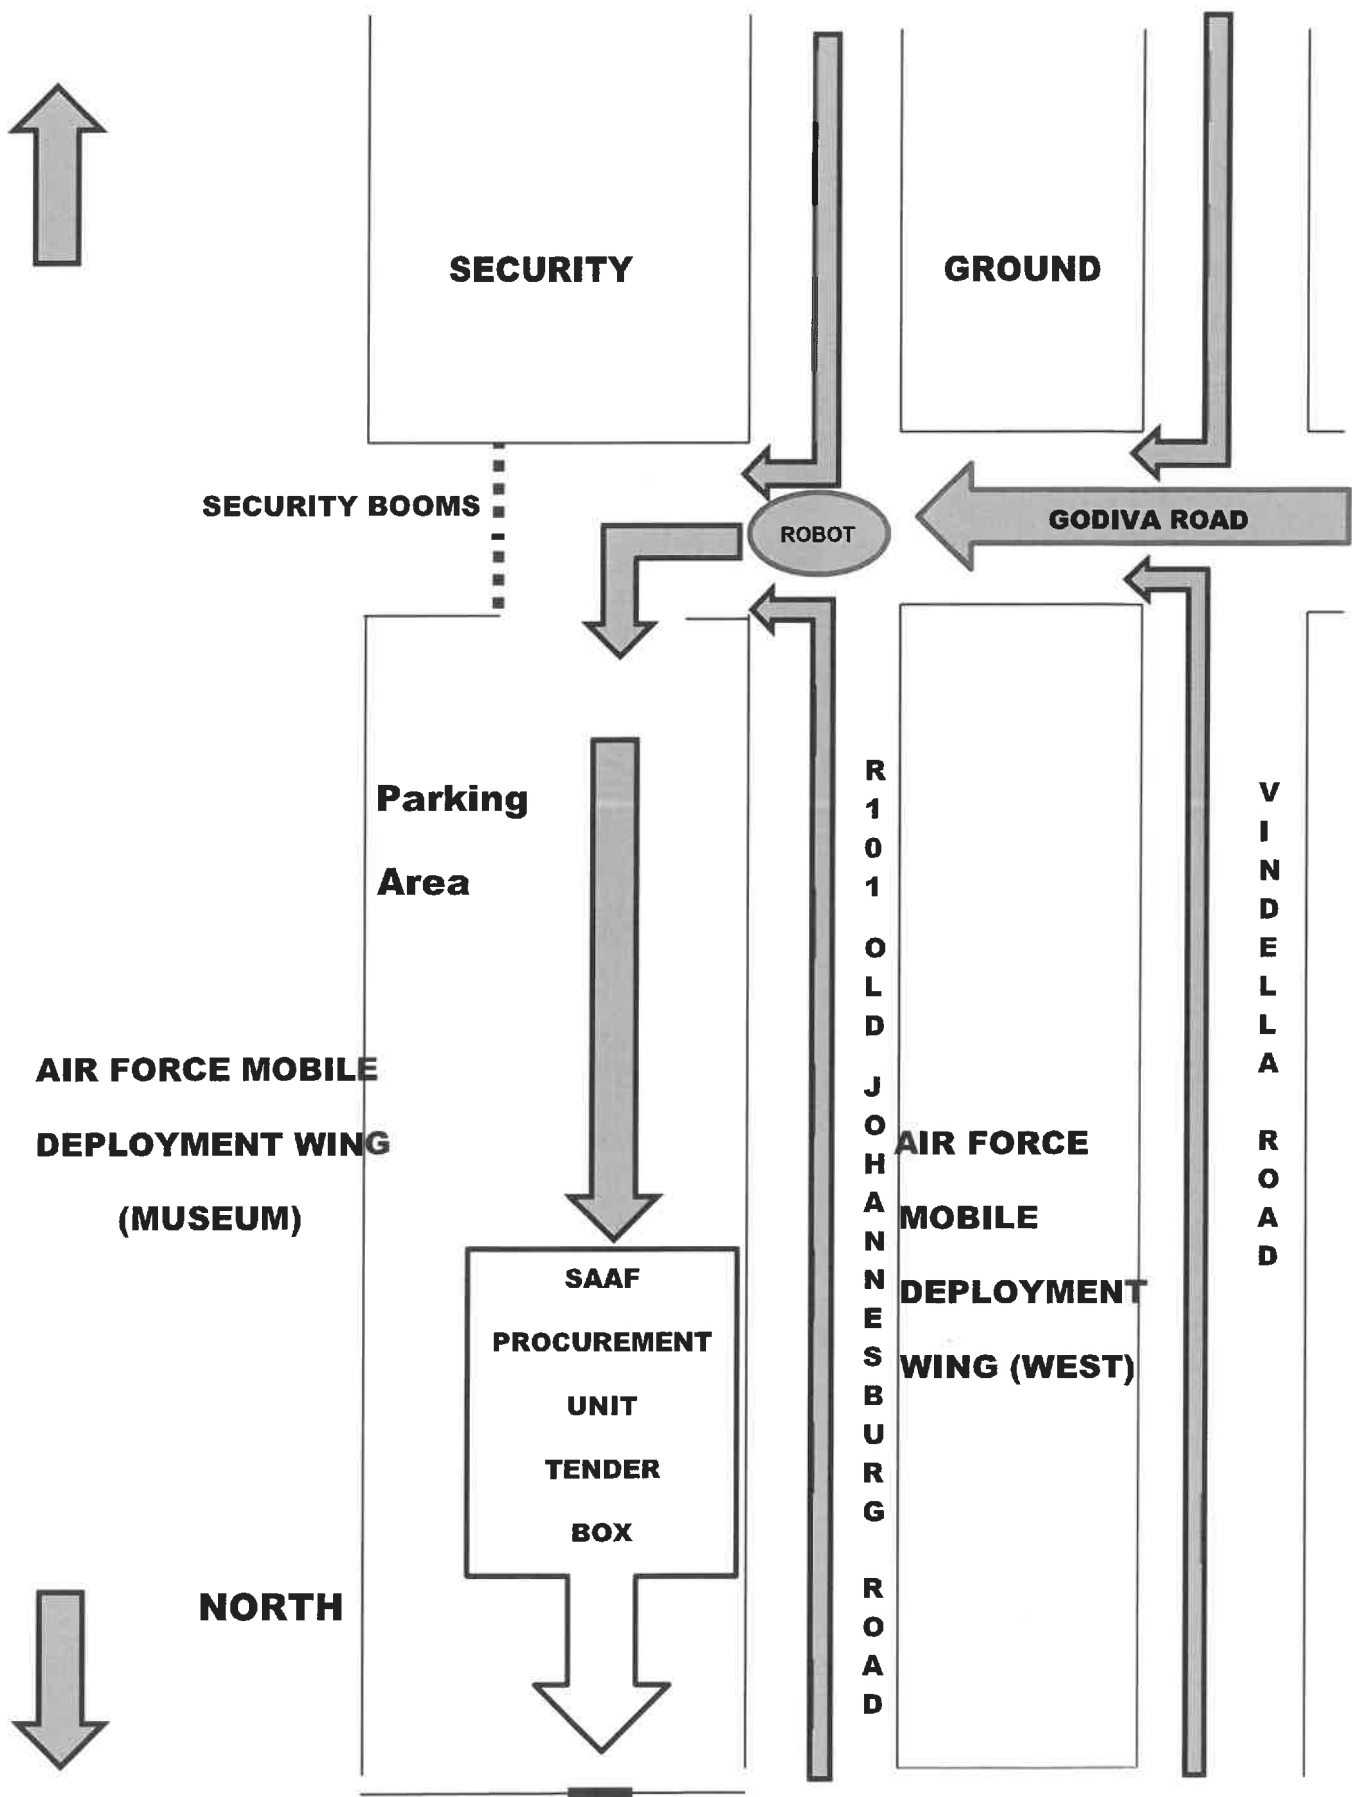 SECURITY
GROUND
SECURITY BOOMS
ROBOT
GODIVA ROAD
Parking
Area
R101 OLD JOHANNESBURG ROAD
VINDELLA ROAD
AIR FORCE MOBILE
DEPLOYMENT WING
(MUSEUM)
AIR FORCE
MOBILE
DEPLOYMENT
WING (WEST)
SAAF
PROCUREMENT
UNIT
TENDER
BOX
NORTH